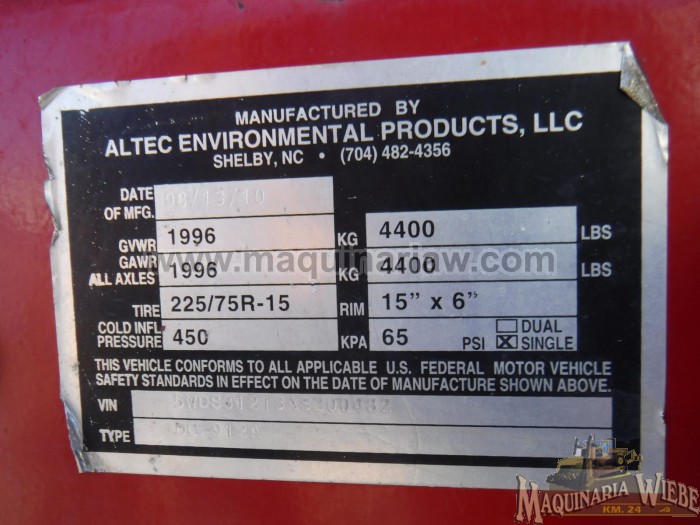 MANUFACTURED BY
ALTEC ENVIRONMENTAL PRODUCTS, LLC
SHELBY, NC • (704) 482-4356
DATE OF MFG. /13/10
GVWR 1996 KG 4400 LBS
GAWR ALL AXLES 1996 KG 4400 LBS
www.maquinariaw.com
TIRE 225/75R-15 RIM 15" x 6"
COLD INFL. PRESSURE 450 KPA 65 PSI ☐ DUAL ☒ SINGLE
THIS VEHICLE CONFORMS TO ALL APPLICABLE U.S. FEDERAL MOTOR VEHICLE
SAFETY STANDARDS IN EFFECT ON THE DATE OF MANUFACTURE SHOWN ABOVE.
VIN
TYPE
MAQUINARIA WIEBE
KM. 24